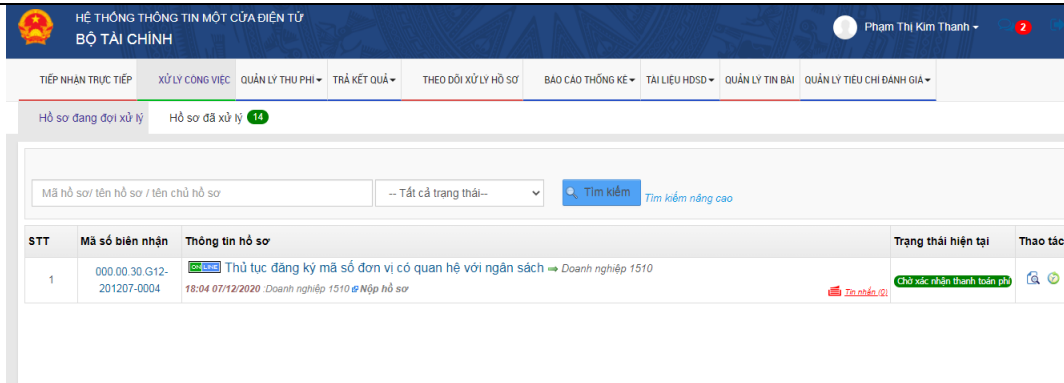 HỆ THỐNG THÔNG TIN MỘT CỬA ĐIỆN TỬ
BỘ TÀI CHÍNH
Phạm Thị Kim Thanh
2
TIẾP NHẬN TRỰC TIẾP XỬ LÝ CÔNG VIỆC QUẢN LÝ THU PHÍ TRẢ KẾT QUẢ THEO DÕI XỬ LÝ HỒ SƠ BÁO CÁO THỐNG KÊ TÀI LIỆU HDSD QUẢN LÝ TIN BÀI QUẢN LÝ TIÊU CHÍ ĐÁNH GIÁ
Hồ sơ đang đợi xử lý Hồ sơ đã xử lý 14
Mã hồ sơ/ tên hồ sơ / tên chủ hồ sơ -- Tất cả trạng thái-- Tìm kiếm Tìm kiếm nâng cao
STT Mã số biên nhận Thông tin hồ sơ Trạng thái hiện tại Thao tác
1 000.00.30.G12-201207-0004 ONLINE Thủ tục đăng ký mã số đơn vị có quan hệ với ngân sách ⇒ Doanh nghiệp 1510 Chờ xác nhận thanh toán phí
18:04 07/12/2020 :Doanh nghiệp 1510 Nộp hồ sơ Tin nhắn (0)